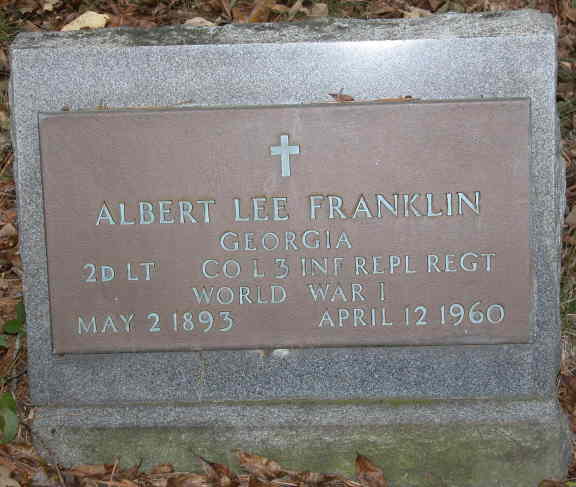 ALBERT LEE FRANKLIN
GEORGIA
2D LT CO L 3 INF REPL REGT
WORLD WAR I
MAY 2 1893 APRIL 12 1960